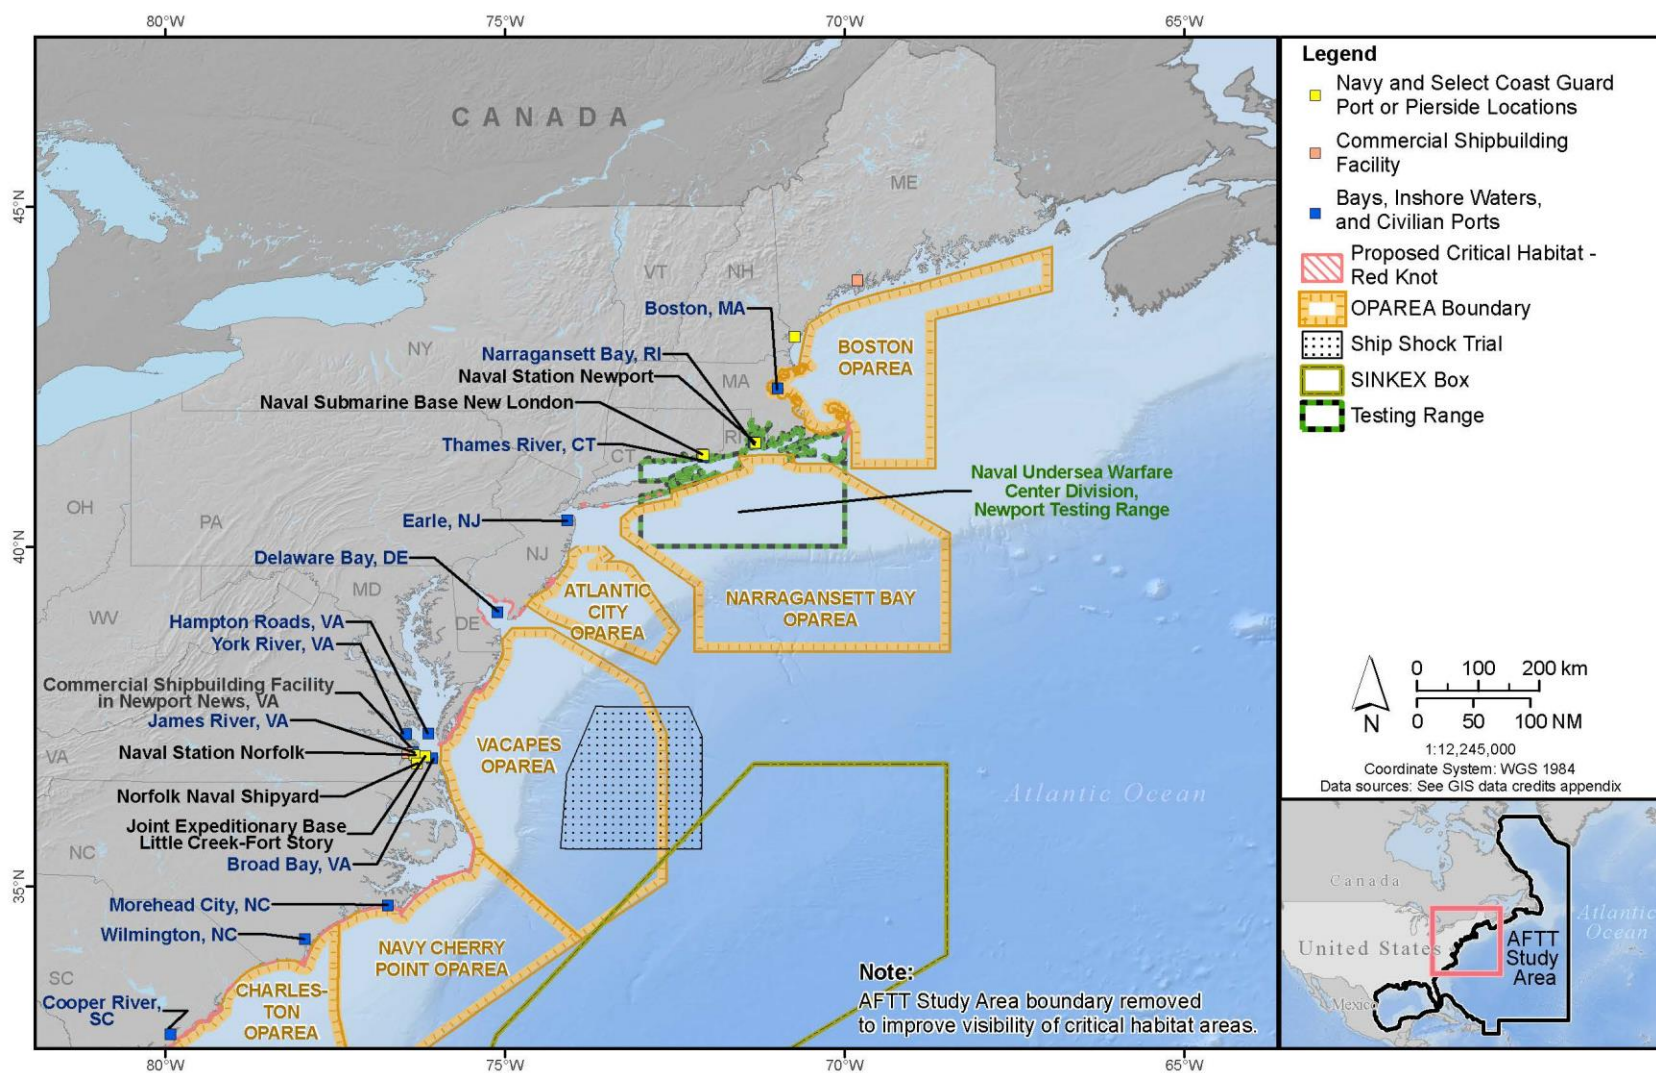 80°W
75°W
70°W
65°W
45°N
40°N
35°N
80°W
75°W
70°W
65°W
CANADA
ME
VT
NH
NY
MA
RI
CT
OH
PA
NJ
MD
WV
DE
VA
NC
SC
Boston, MA
Narragansett Bay, RI
Naval Station Newport
Naval Submarine Base New London
Thames River, CT
Earle, NJ
Delaware Bay, DE
Hampton Roads, VA
York River, VA
Commercial Shipbuilding Facility
in Newport News, VA
James River, VA
Naval Station Norfolk
Norfolk Naval Shipyard
Joint Expeditionary Base
Little Creek-Fort Story
Broad Bay, VA
Morehead City, NC
Wilmington, NC
Cooper River,
SC
BOSTON
OPAREA
Naval Undersea Warfare
Center Division,
Newport Testing Range
ATLANTIC
CITY
OPAREA
NARRAGANSETT BAY
OPAREA
VACAPES
OPAREA
NAVY CHERRY
POINT OPAREA
CHARLES-
TON
OPAREA
Atlantic Ocean
Note:
AFTT Study Area boundary removed
to improve visibility of critical habitat areas.
Legend
Navy and Select Coast Guard
Port or Pierside Locations
Commercial Shipbuilding
Facility
Bays, Inshore Waters,
and Civilian Ports
Proposed Critical Habitat -
Red Knot
OPAREA Boundary
Ship Shock Trial
SINKEX Box
Testing Range
N
0 100 200 km
0 50 100 NM
1:12,245,000
Coordinate System: WGS 1984
Data sources: See GIS data credits appendix
Canada
United States
Mexico
Atlantic
Ocean
AFTT
Study
Area